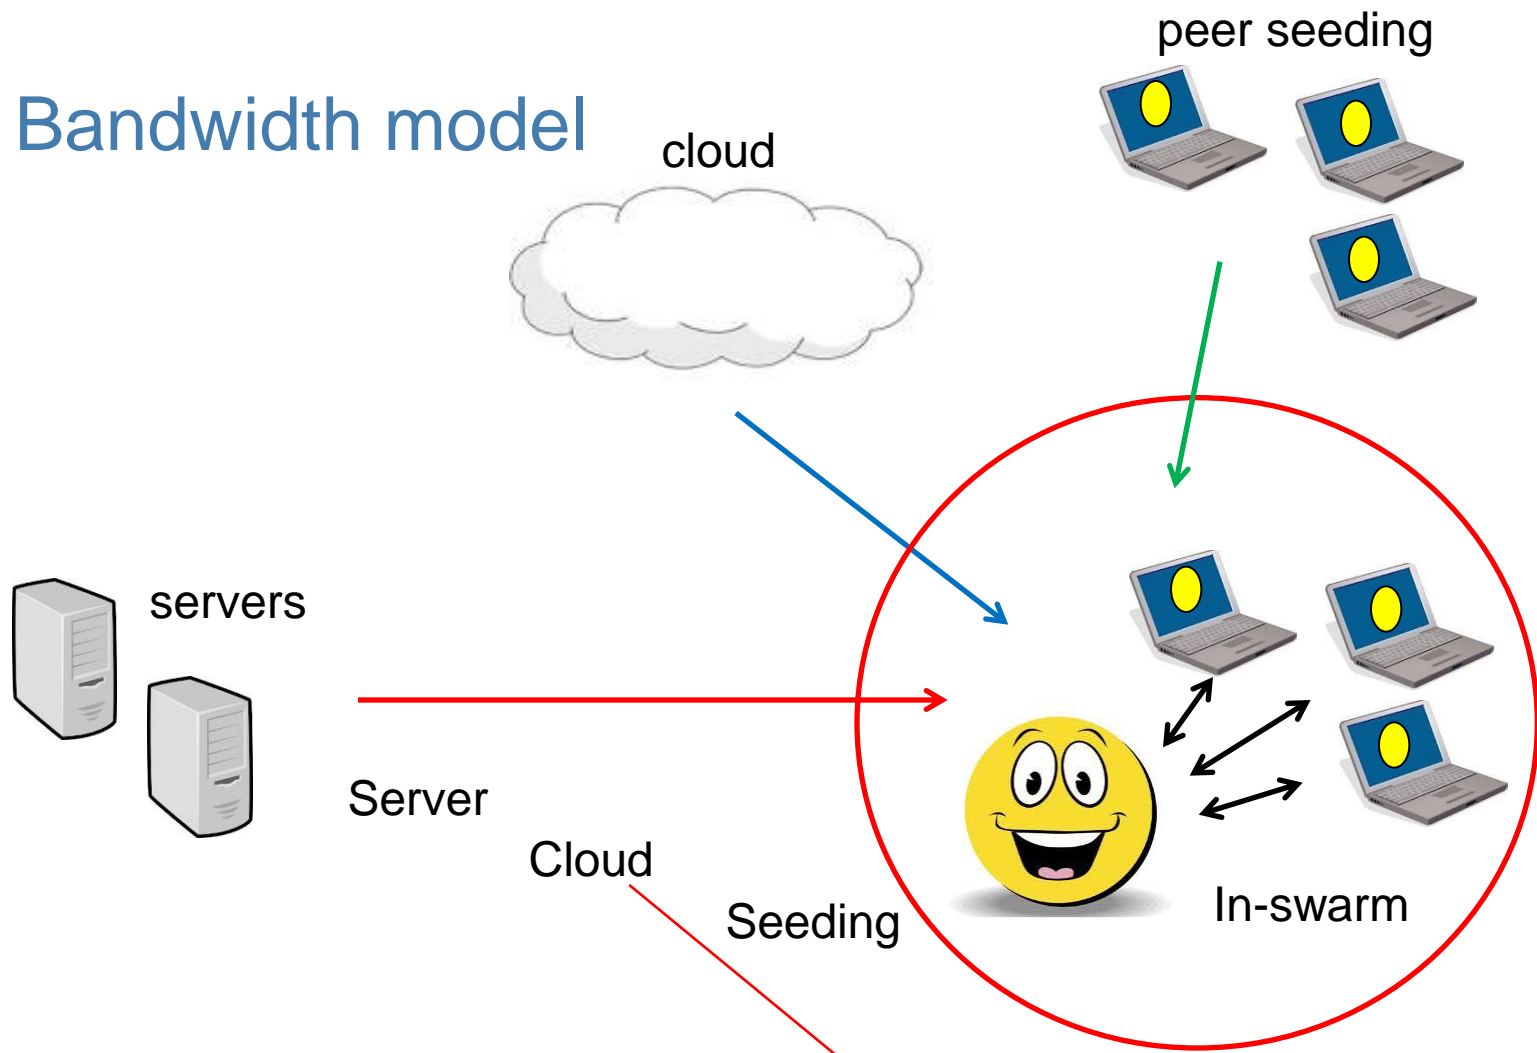 peer seeding
Bandwidth model
cloud
servers
Server
Cloud
Seeding
In-swarm